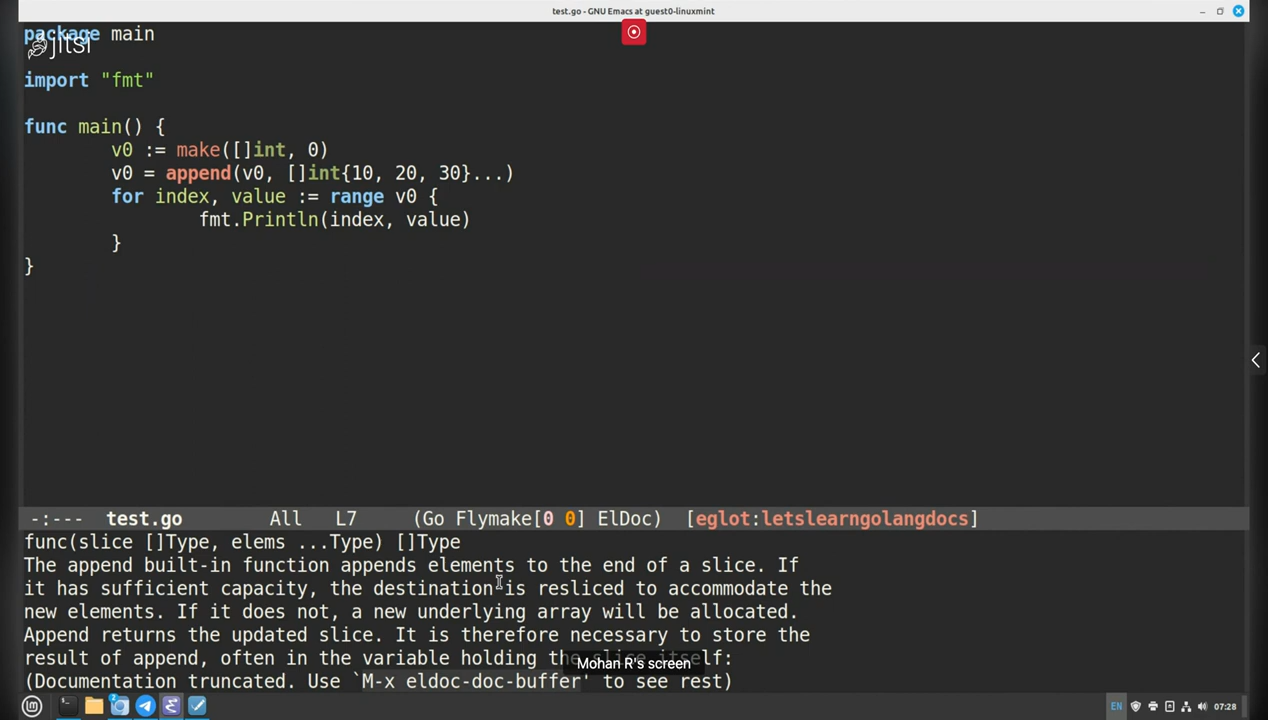 test.go - GNU Emacs at guest0-linuxmint
package main
jitsi
import "fmt"
func main() {
v0 := make([]int, 0)
v0 = append(v0, []int{10, 20, 30}...)
for index, value := range v0 {
fmt.Println(index, value)
}
}
-:--- test.go All L7 (Go Flymake[0 0] ElDoc) [eglot:letslearngolangdocs]
func(slice []Type, elems ...Type) []Type
The append built-in function appends elements to the end of a slice. If
it has sufficient capacity, the destination is resliced to accommodate the
new elements. If it does not, a new underlying array will be allocated.
Append returns the updated slice. It is therefore necessary to store the
result of append, often in the variable holding the slice itself:
Mohan R's screen
(Documentation truncated. Use `M-x eldoc-doc-buffer' to see rest)
EN 07:28